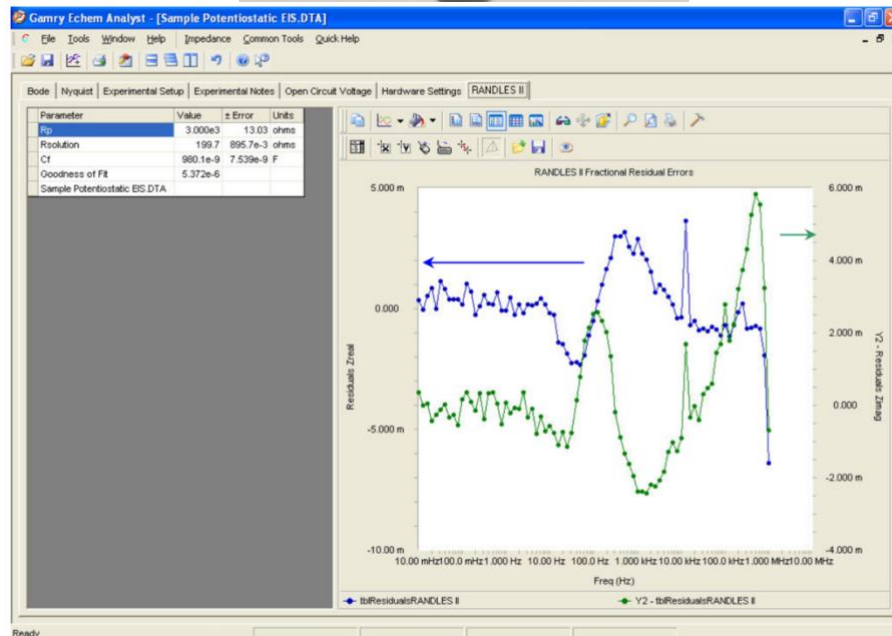 Gamry Echem Analyst - [Sample Potentiostatic EIS.DTA]
File Tools Window Help Impedance Common Tools Quick Help
Bode Nyquist Experimental Setup Experimental Notes Open Circuit Voltage Hardware Settings RANDLES II
Parameter Value ± Error Units
Rp 3.000e3 13.03 ohms
Rsolution 199.7 895.7e-3 ohms
Cf 980.1e-9 7.539e-9 F
Goodness of Fit 5.372e-6
Sample Potentiostatic EIS.DTA
RANDLES II Fractional Residual Errors
5.000 m
0.000
-5.000 m
-10.00 m
Residuals Zreal
6.000 m
4.000 m
2.000 m
0.000
-2.000 m
-4.000 m
Y2 - Residuals Zimag
10.00 mHz 100.0 mHz 1.000 Hz 10.00 Hz 100.0 Hz 1.000 kHz 10.00 kHz 100.0 kHz 1.000 MHz 10.00 MHz
Freq (Hz)
tblResidualsRANDLES II Y2 - tblResidualsRANDLES II
Ready